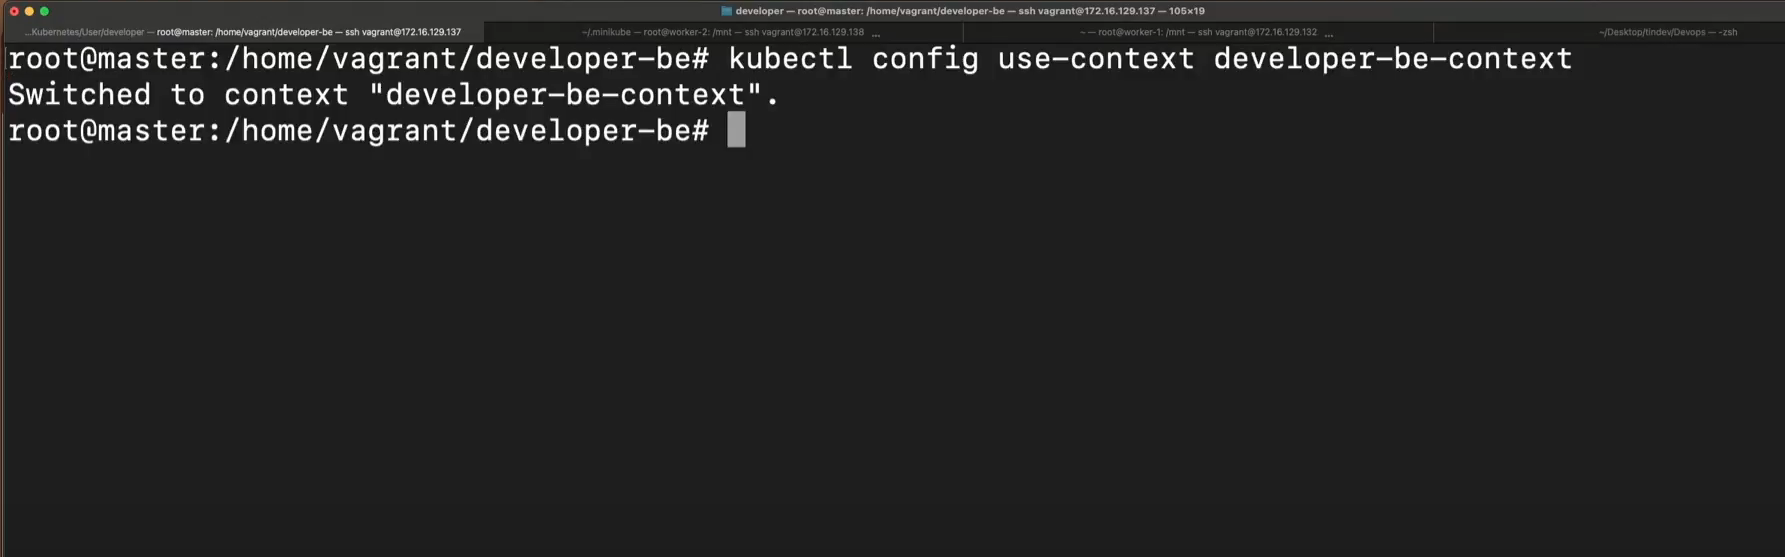 developer — root@master: /home/vagrant/developer-be — ssh vagrant@172.16.129.137 — 105×19
...Kubernetes/User/developer — root@master: /home/vagrant/developer-be — ssh vagrant@172.16.129.137
~/.minikube — root@worker-2: /mnt — ssh vagrant@172.16.129.138 ...
~ — root@worker-1: /mnt — ssh vagrant@172.16.129.132 ...
~/Desktop/tindev/Devops — -zsh
root@master:/home/vagrant/developer-be# kubectl config use-context developer-be-context
Switched to context "developer-be-context".
root@master:/home/vagrant/developer-be#